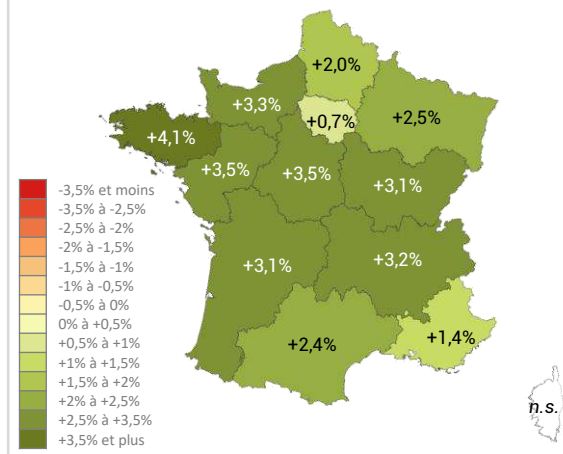 +2,0%
+3,3%
+0,7%
+2,5%
+4,1%
+3,5%
+3,5%
+3,1%
+3,1%
+3,2%
+2,4%
+1,4%
n.s.
-3,5% et moins
-3,5% à -2,5%
-2,5% à -2%
-2% à -1,5%
-1,5% à -1%
-1% à -0,5%
-0,5% à 0%
0% à +0,5%
+0,5% à +1%
+1% à +1,5%
+1,5% à +2%
+2% à +2,5%
+2,5% à +3,5%
+3,5% et plus